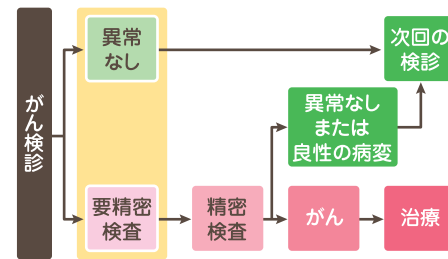 がん検診
異常
なし
次回の
検診
異常なし
または
良性の病変
要精密
検査
精密
検査
がん
治療